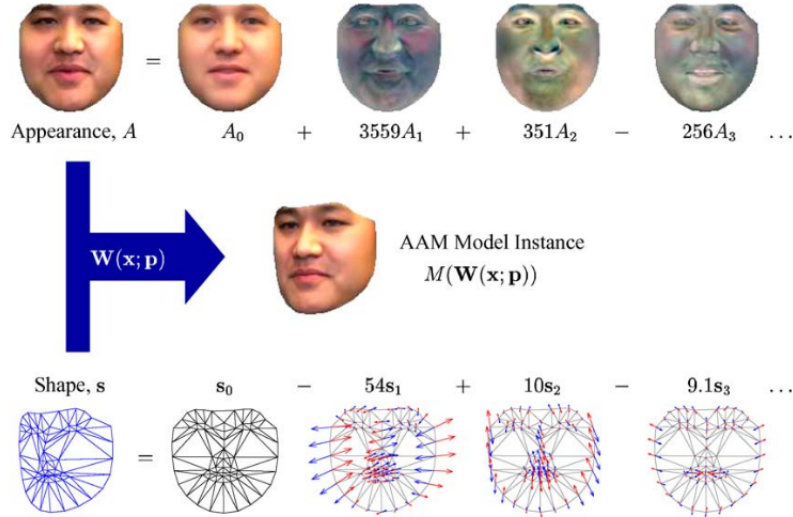 =
Appearance, A A₀ + 3559A₁ + 351A₂ − 256A₃ ...
W(x; p)
AAM Model Instance
M(W(x; p))
Shape, s s₀ − 54s₁ + 10s₂ − 9.1s₃ ...
=